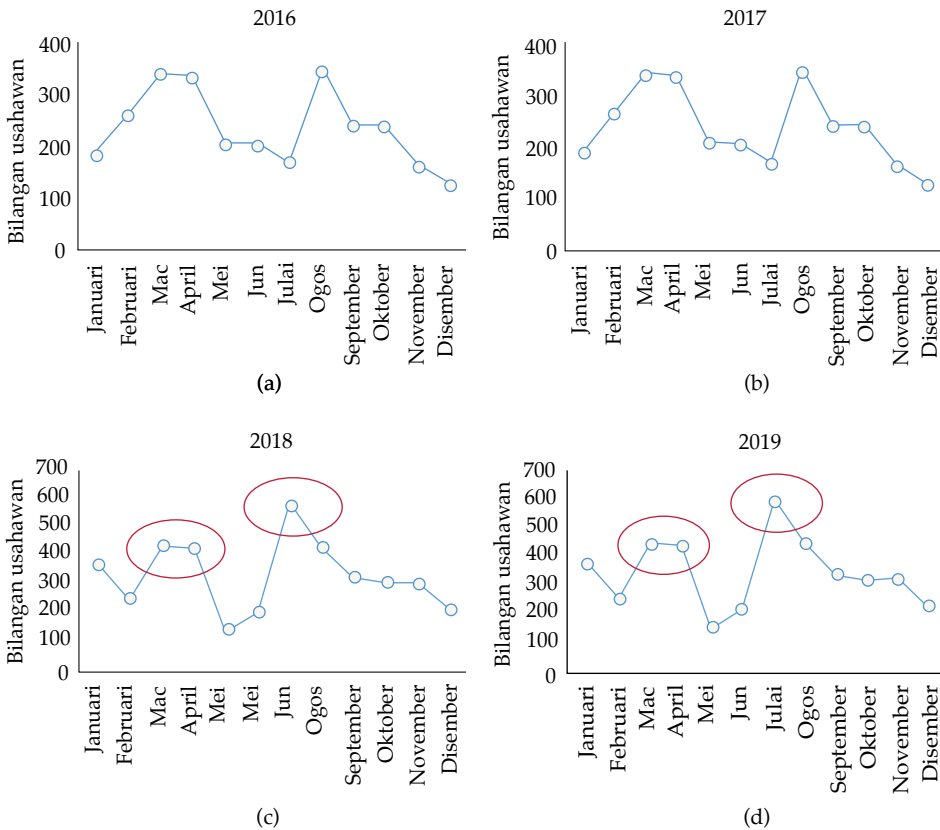 2016
Bilangan usahawan
400
300
200
100
0
Januari
Februari
Mac
April
Mei
Jun
Julai
Ogos
September
Oktober
November
Disember
(a)
2017
Bilangan usahawan
400
300
200
100
0
Januari
Februari
Mac
April
Mei
Jun
Julai
Ogos
September
Oktober
November
Disember
(b)
2018
Bilangan usahawan
700
600
500
400
300
200
100
0
Januari
Februari
Mac
April
Mei
Mei
Jun
Ogos
September
Oktober
November
Disember
(c)
2019
Bilangan usahawan
700
600
500
400
300
200
100
0
Januari
Februari
Mac
April
Mei
Jun
Julai
Ogos
September
Oktober
November
Disember
(d)